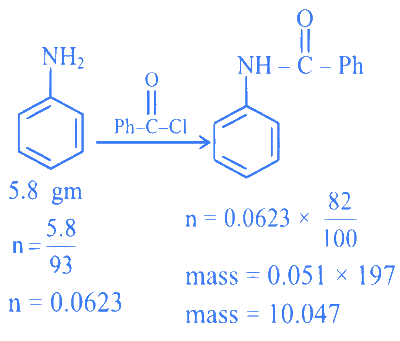 NH₂
O
Ph–C–Cl
O
NH – C – Ph
5.8 gm
n = 5.8/93
n = 0.0623
n = 0.0623 × 82/100
mass = 0.051 × 197
mass = 10.047